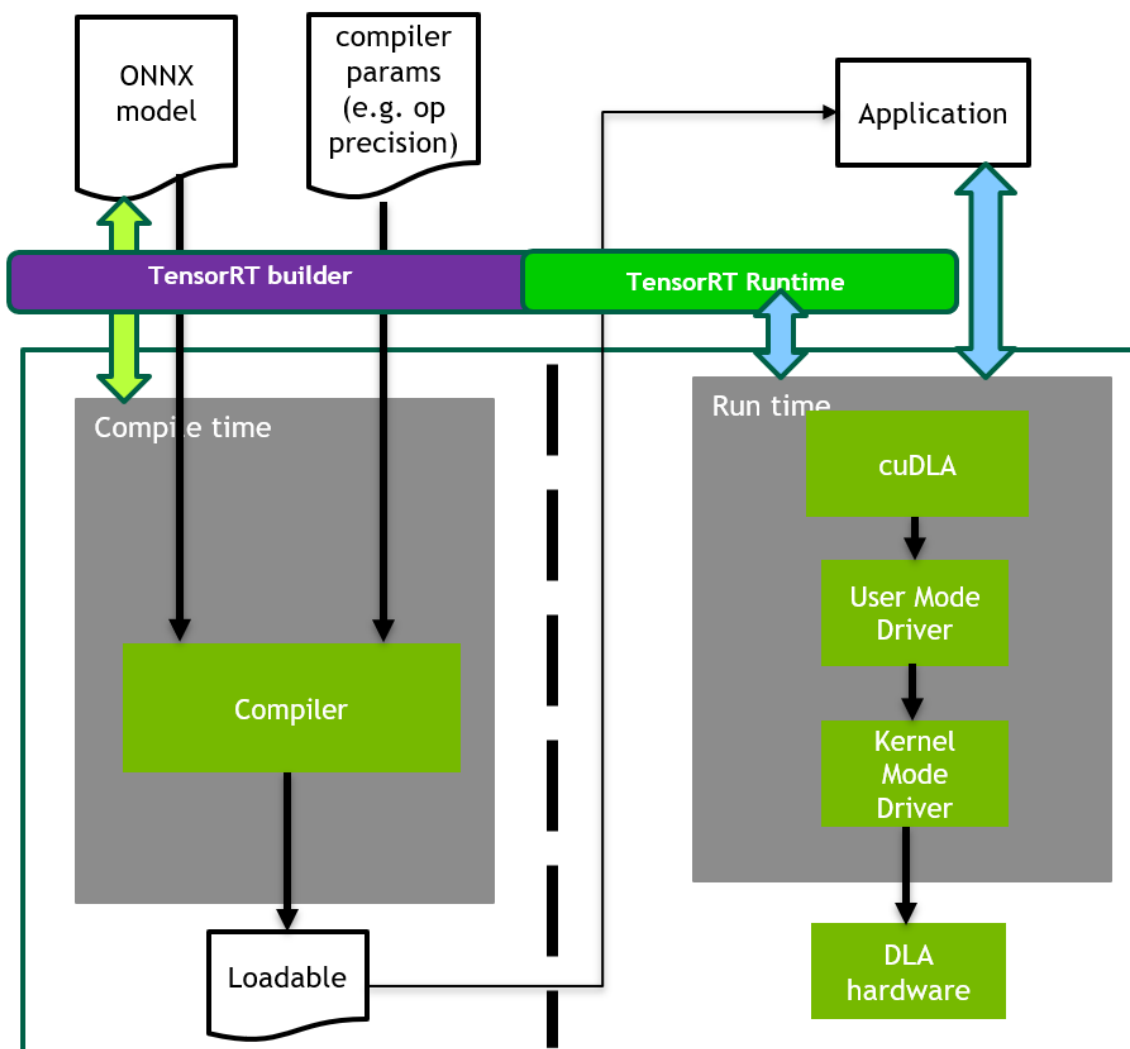 ONNX
model
compiler
params
(e.g. op
precision)
Application
TensorRT builder
TensorRT Runtime
Compile time
Run time
cuDLA
User Mode
Driver
Compiler
Kernel
Mode
Driver
Loadable
DLA
hardware